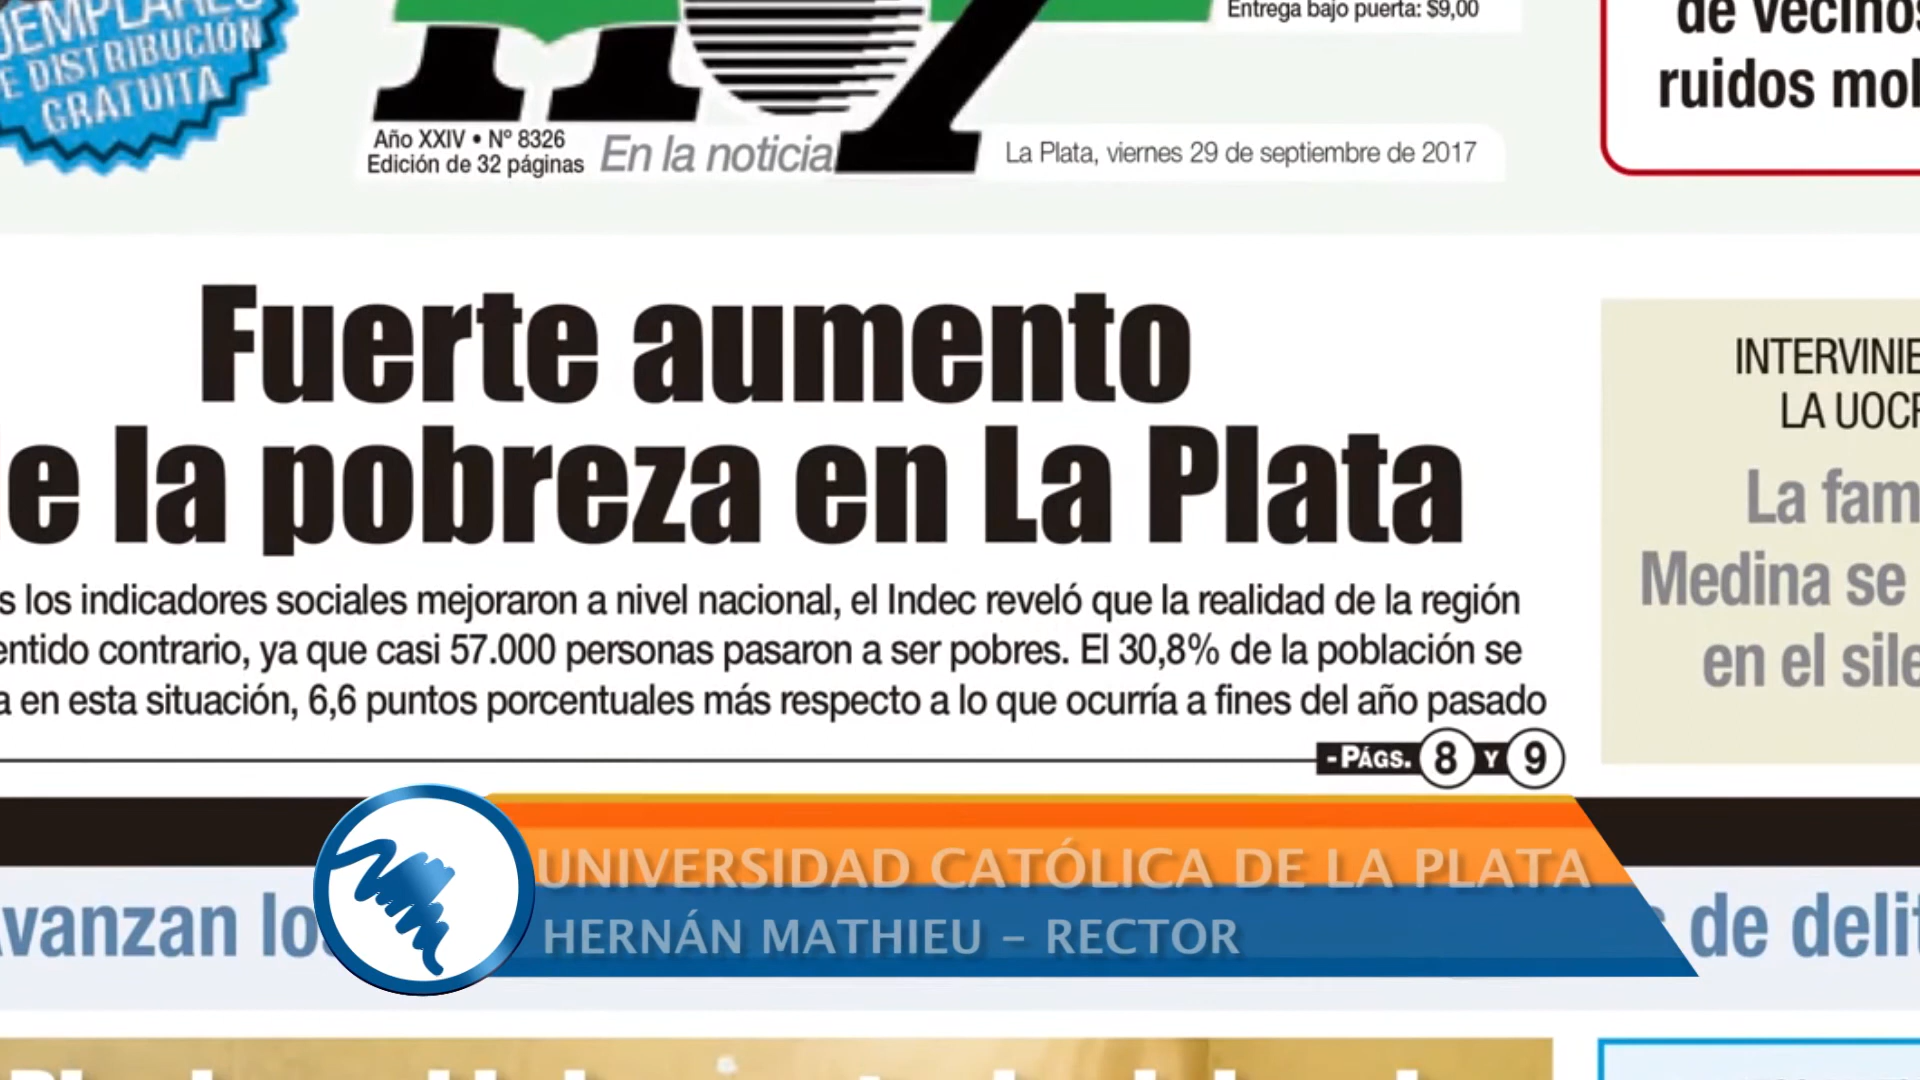 DE DISTRIBUCIÓN
GRATUITA
hoy
Entrega bajo puerta: $9,00
Año XXIV • Nº 8326
Edición de 32 páginas
En la noticia
La Plata, viernes 29 de septiembre de 2017
de vecinos
ruidos mol
Fuerte aumento
de la pobreza en La Plata
s los indicadores sociales mejoraron a nivel nacional, el Indec reveló que la realidad de la región
entido contrario, ya que casi 57.000 personas pasaron a ser pobres. El 30,8% de la población se
a en esta situación, 6,6 puntos porcentuales más respecto a lo que ocurría a fines del año pasado
-PÁGS. 8 Y 9
INTERVINIE
LA UOCR
La fam
Medina se
en el sile
UNIVERSIDAD CATÓLICA DE LA PLATA
HERNÁN MATHIEU – RECTOR
vanzan lo
de delit